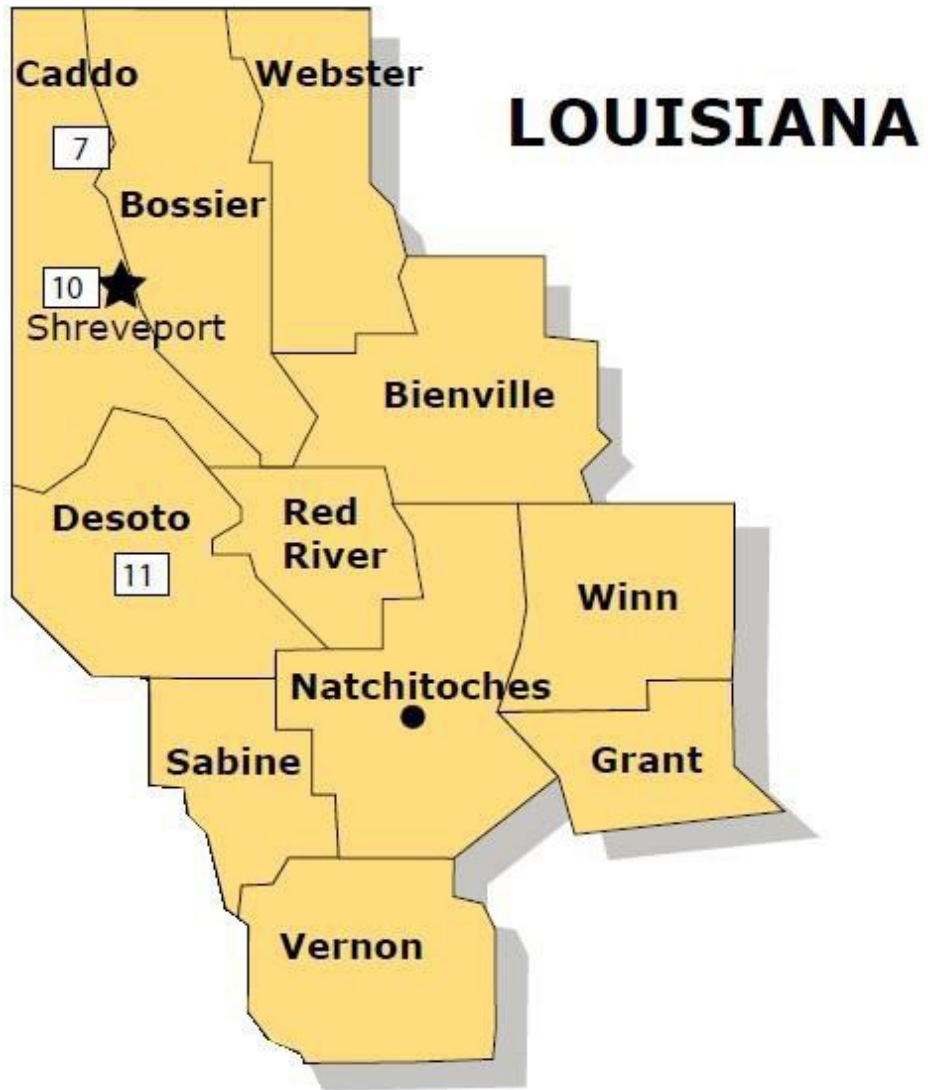 Caddo
Webster
LOUISIANA
7
Bossier
10
Shreveport
Bienville
Desoto
Red
River
11
Winn
Natchitoches
Sabine
Grant
Vernon